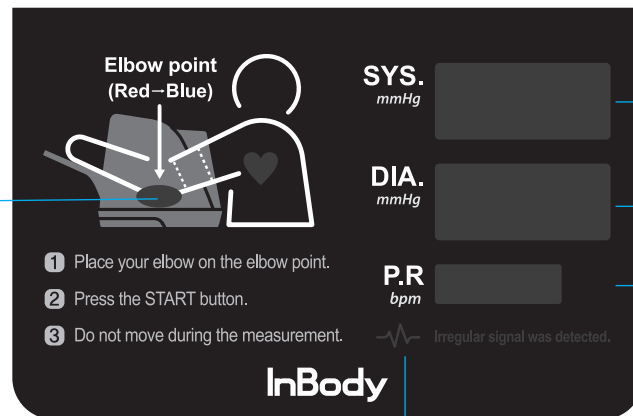 Elbow point
(Red→Blue)
SYS.
mmHg
DIA.
mmHg
P.R
bpm
1 Place your elbow on the elbow point.
2 Press the START button.
3 Do not move during the measurement.
Irregular signal was detected.
InBody